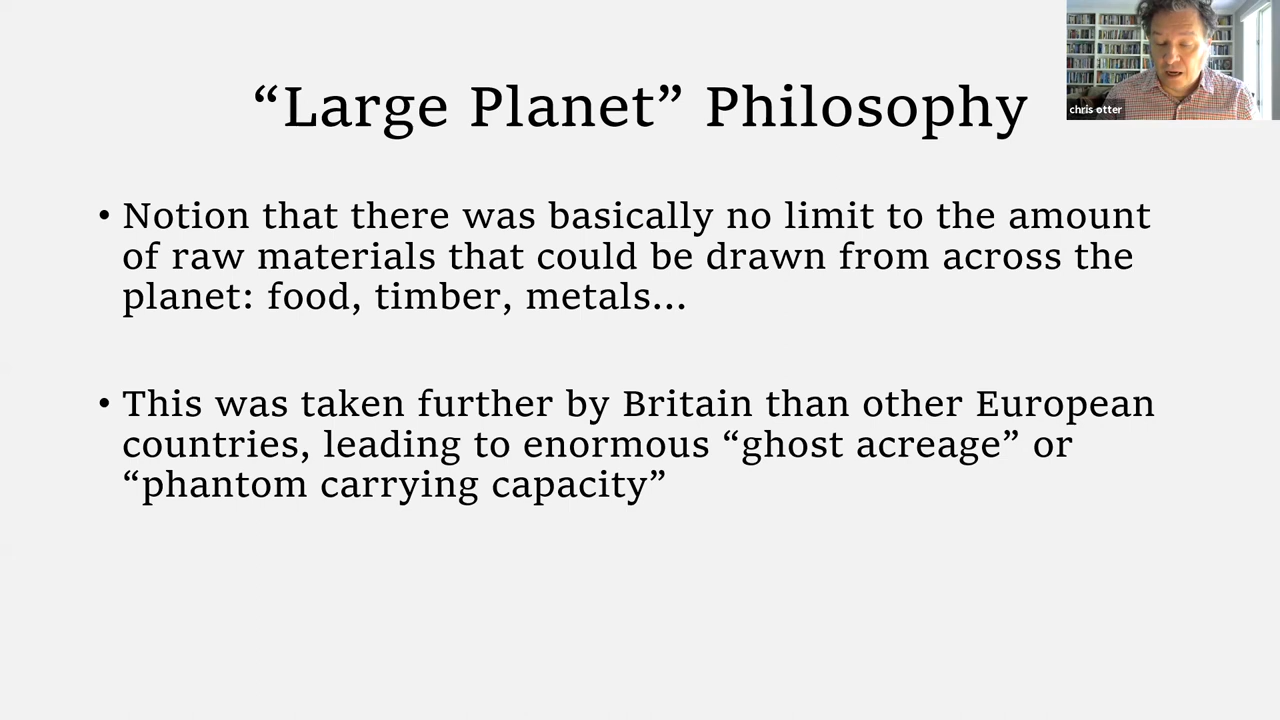 “Large Planet” Philosophy
chris otter
• Notion that there was basically no limit to the amount
of raw materials that could be drawn from across the
planet: food, timber, metals...
• This was taken further by Britain than other European
countries, leading to enormous “ghost acreage” or
“phantom carrying capacity”